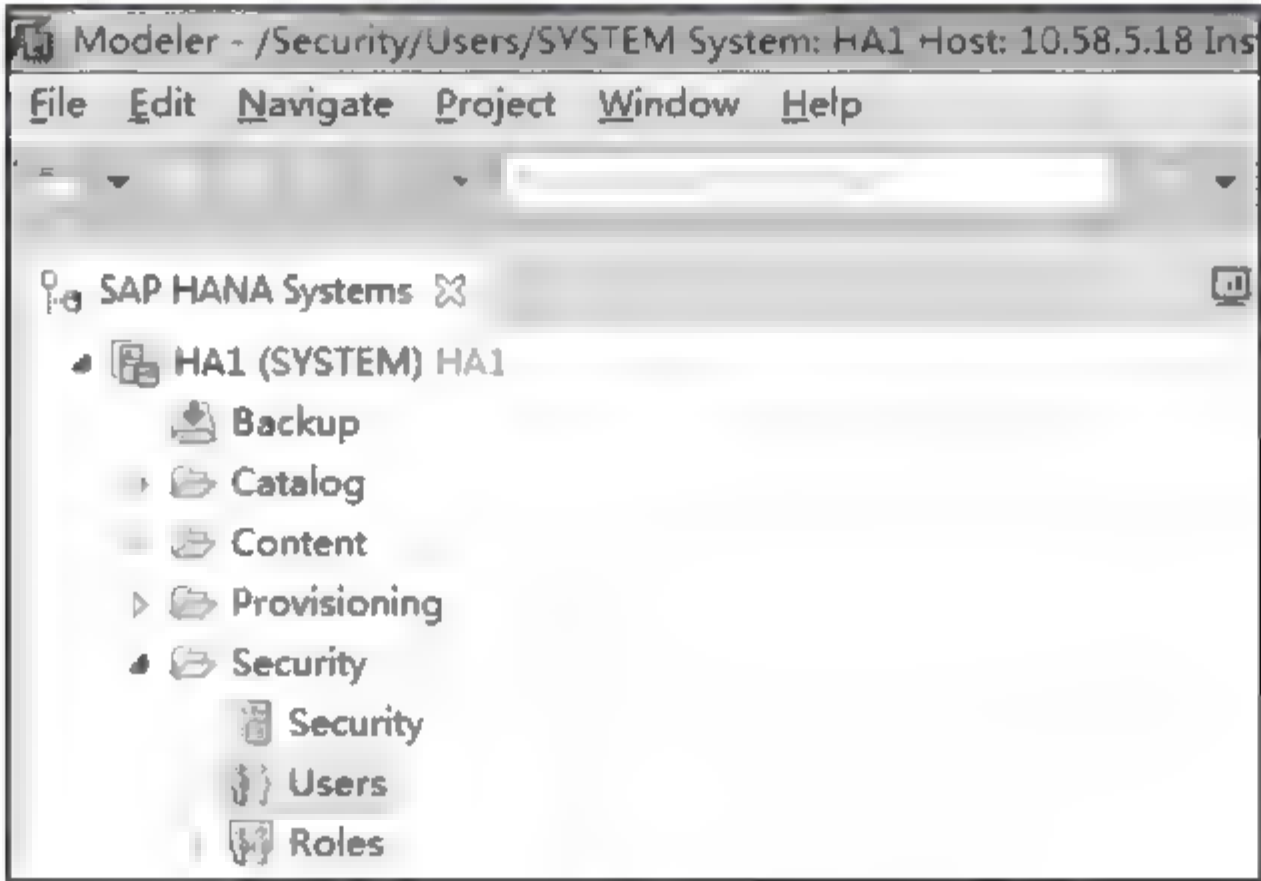 Modeler - /Security/Users/SYSTEM System: HA1 Host: 10.58.5.18 Ins
File Edit Navigate Project Window Help
SAP HANA Systems
HA1 (SYSTEM) HA1
Backup
Catalog
Content
Provisioning
Security
Security
Users
Roles